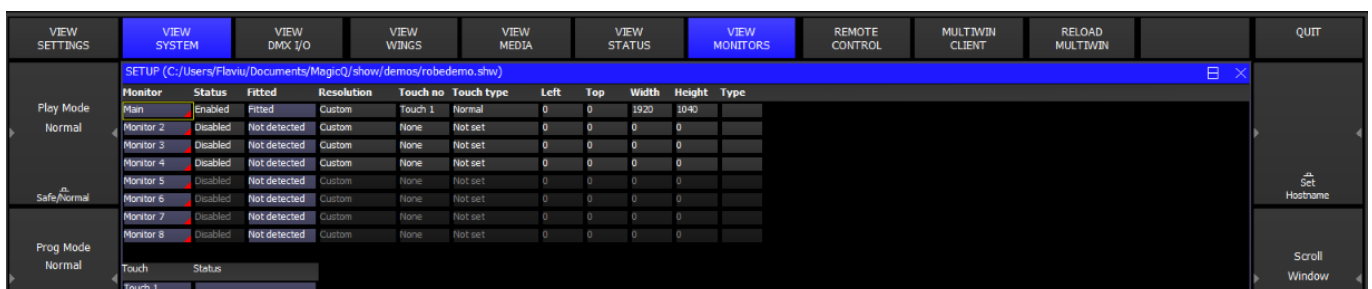 VIEW SETTINGS
VIEW SYSTEM
VIEW DMX I/O
VIEW WINGS
VIEW MEDIA
VIEW STATUS
VIEW MONITORS
REMOTE CONTROL
MULTIWIN CLIENT
RELOAD MULTIWIN
QUIT
SETUP (C:/Users/Flaviu/Documents/MagicQ/show/demos/robedemo.shw)
Monitor Status Fitted Resolution Touch no Touch type Left Top Width Height Type
Main Enabled Fitted Custom Touch 1 Normal 0 0 1920 1040
Monitor 2 Disabled Not detected Custom None Not set 0 0 0 0
Monitor 3 Disabled Not detected Custom None Not set 0 0 0 0
Monitor 4 Disabled Not detected Custom None Not set 0 0 0 0
Monitor 5 Disabled Not detected Custom None Not set 0 0 0 0
Monitor 6 Disabled Not detected Custom None Not set 0 0 0 0
Monitor 7 Disabled Not detected Custom None Not set 0 0 0 0
Monitor 8 Disabled Not detected Custom None Not set 0 0 0 0
Touch Status
Touch 1
Play Mode
Normal
Safe/Normal
Prog Mode
Normal
Set
Hostname
Scroll
Window